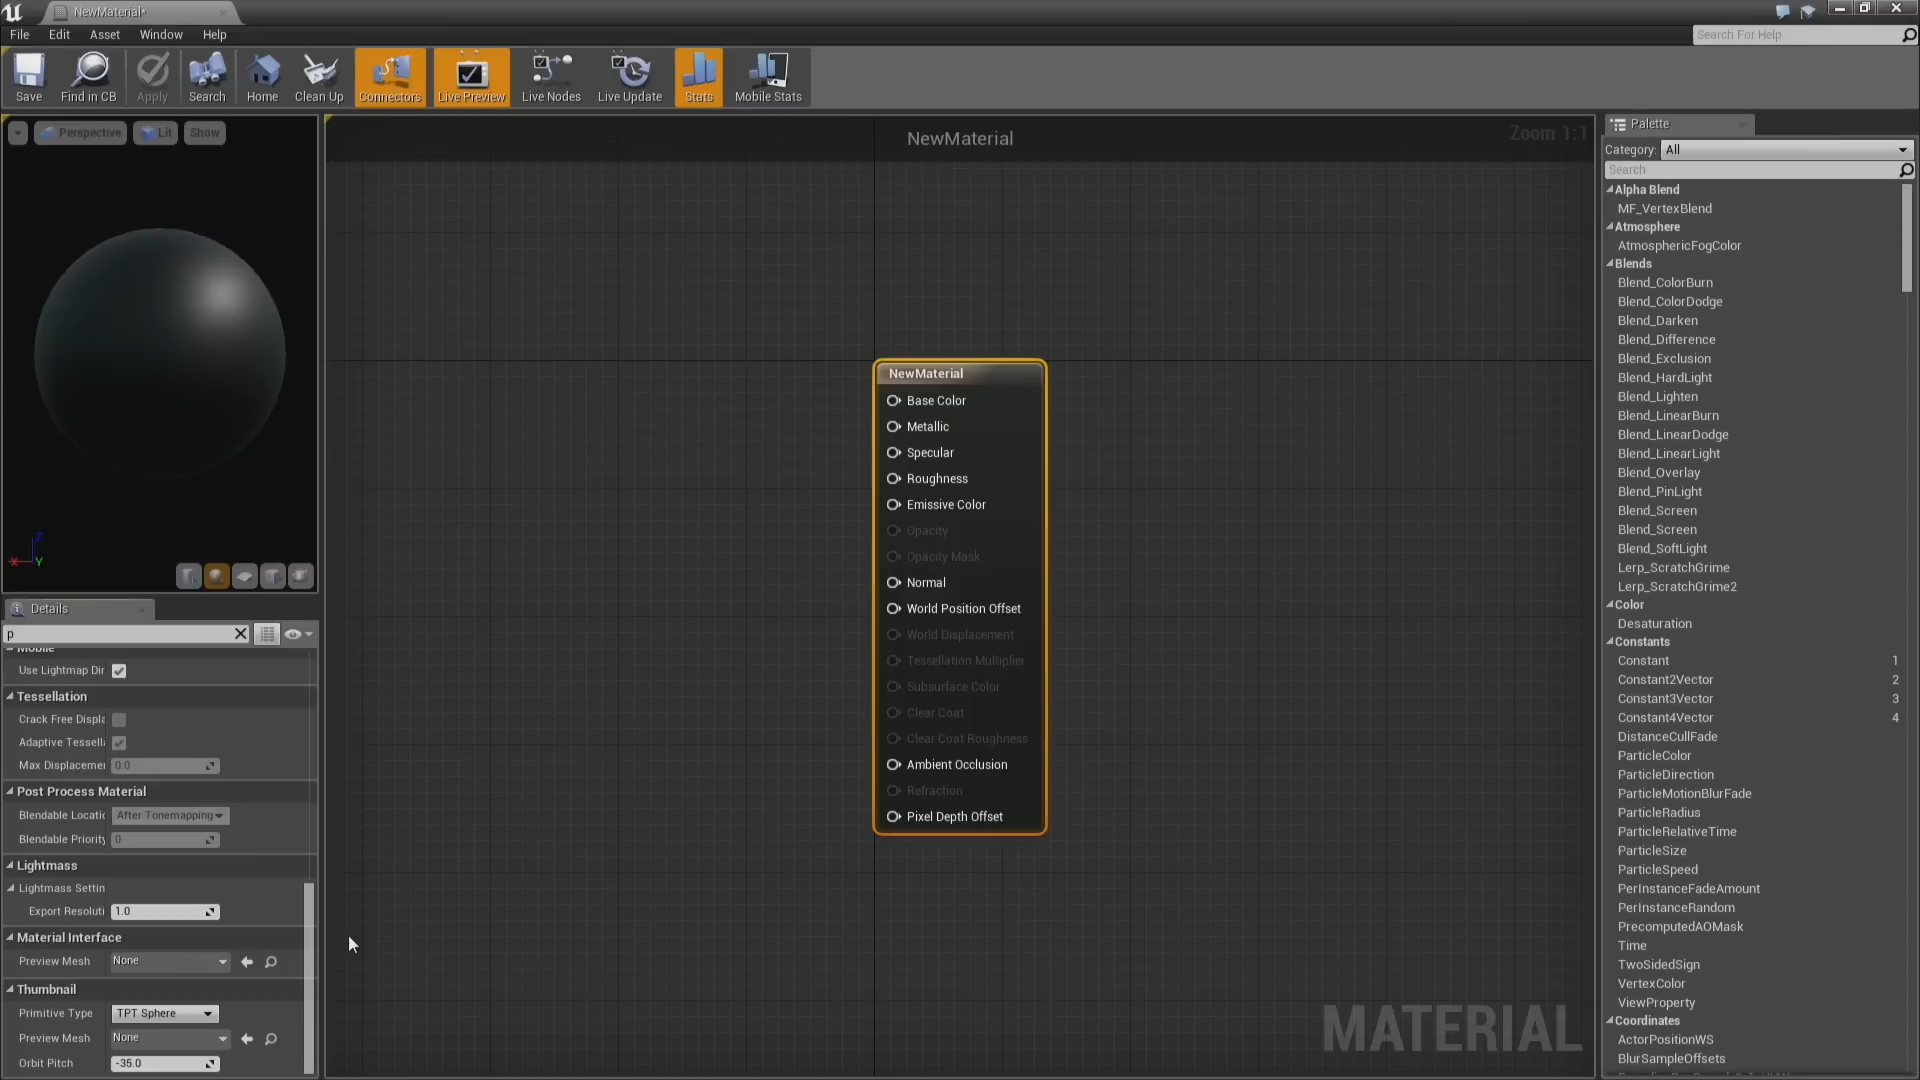 NewMaterial*
File Edit Asset Window Help
Search For Help
Save Find in CB Apply Search Home Clean Up Connectors Live Preview Live Nodes Live Update Stats Mobile Stats
Perspective Lit Show
Z
X
Y
Details
p
Mobile
Use Lightmap Dir
Tessellation
Crack Free Displa
Adaptive Tessell
Max Displaceme 0.0
Post Process Material
Blendable Locatic After Tonemapping
Blendable Priority 0
Lightmass
Lightmass Settin
Export Resoluti 1.0
Material Interface
Preview Mesh None
Thumbnail
Primitive Type TPT Sphere
Preview Mesh None
Orbit Pitch -35.0
NewMaterial
Zoom 1:1
NewMaterial
Base Color
Metallic
Specular
Roughness
Emissive Color
Opacity
Opacity Mask
Normal
World Position Offset
World Displacement
Tessellation Multiplier
Subsurface Color
Clear Coat
Clear Coat Roughness
Ambient Occlusion
Refraction
Pixel Depth Offset
MATERIAL
Palette
Category: All
Search
Alpha Blend
MF_VertexBlend
Atmosphere
AtmosphericFogColor
Blends
Blend_ColorBurn
Blend_ColorDodge
Blend_Darken
Blend_Difference
Blend_Exclusion
Blend_HardLight
Blend_Lighten
Blend_LinearBurn
Blend_LinearDodge
Blend_LinearLight
Blend_Overlay
Blend_PinLight
Blend_Screen
Blend_Screen
Blend_SoftLight
Lerp_ScratchGrime
Lerp_ScratchGrime2
Color
Desaturation
Constants
Constant 1
Constant2Vector 2
Constant3Vector 3
Constant4Vector 4
DistanceCullFade
ParticleColor
ParticleDirection
ParticleMotionBlurFade
ParticleRadius
ParticleRelativeTime
ParticleSize
ParticleSpeed
PerInstanceFadeAmount
PerInstanceRandom
PrecomputedAOMask
Time
TwoSidedSign
VertexColor
ViewProperty
Coordinates
ActorPositionWS
BlurSampleOffsets